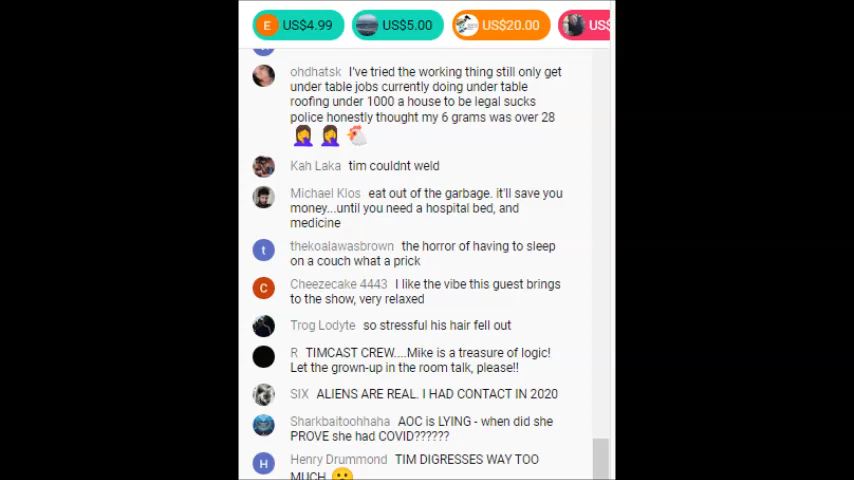 E US$4.99 US$5.00 US$20.00 US$
ohdhatsk I've tried the working thing still only get
under table jobs currently doing under table
roofing under 1000 a house to be legal sucks
police honestly thought my 6 grams was over 28
🤦‍♀️ 🤦‍♀️ 🐔
Kah Laka tim couldnt weld
Michael Klos eat out of the garbage. it'll save you
money...until you need a hospital bed, and
medicine
t thekoalawasbrown the horror of having to sleep
on a couch what a prick
C Cheezecake 4443 I like the vibe this guest brings
to the show, very relaxed
Trog Lodyte so stressful his hair fell out
R TIMCAST CREW....Mike is a treasure of logic!
Let the grown-up in the room talk, please!!
SIX ALIENS ARE REAL. I HAD CONTACT IN 2020
Sharkbaitoohhaha AOC is LYING - when did she
PROVE she had COVID??????
H Henry Drummond TIM DIGRESSES WAY TOO
MUCH